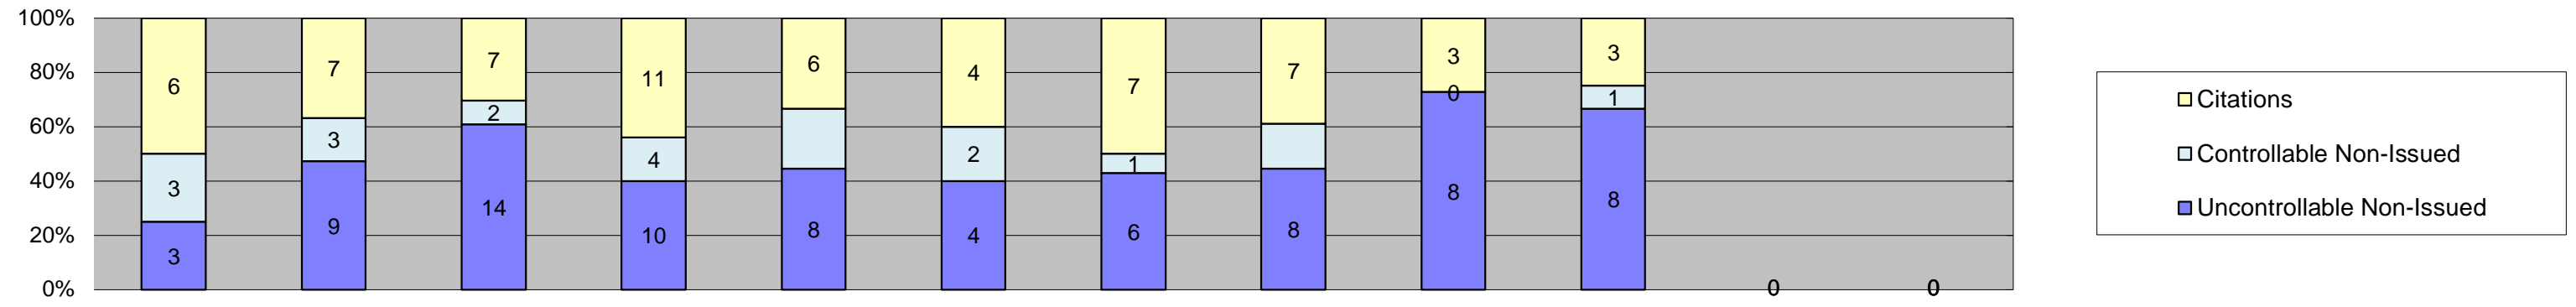 100%
80%
60%
40%
20%
0%
6 7 7 11 6 4 7 7 3 3
3 3 2 4 2 1 0 1
3 9 14 10 8 4 6 8 8 8 0 0
Citations
Controllable Non-Issued
Uncontrollable Non-Issued